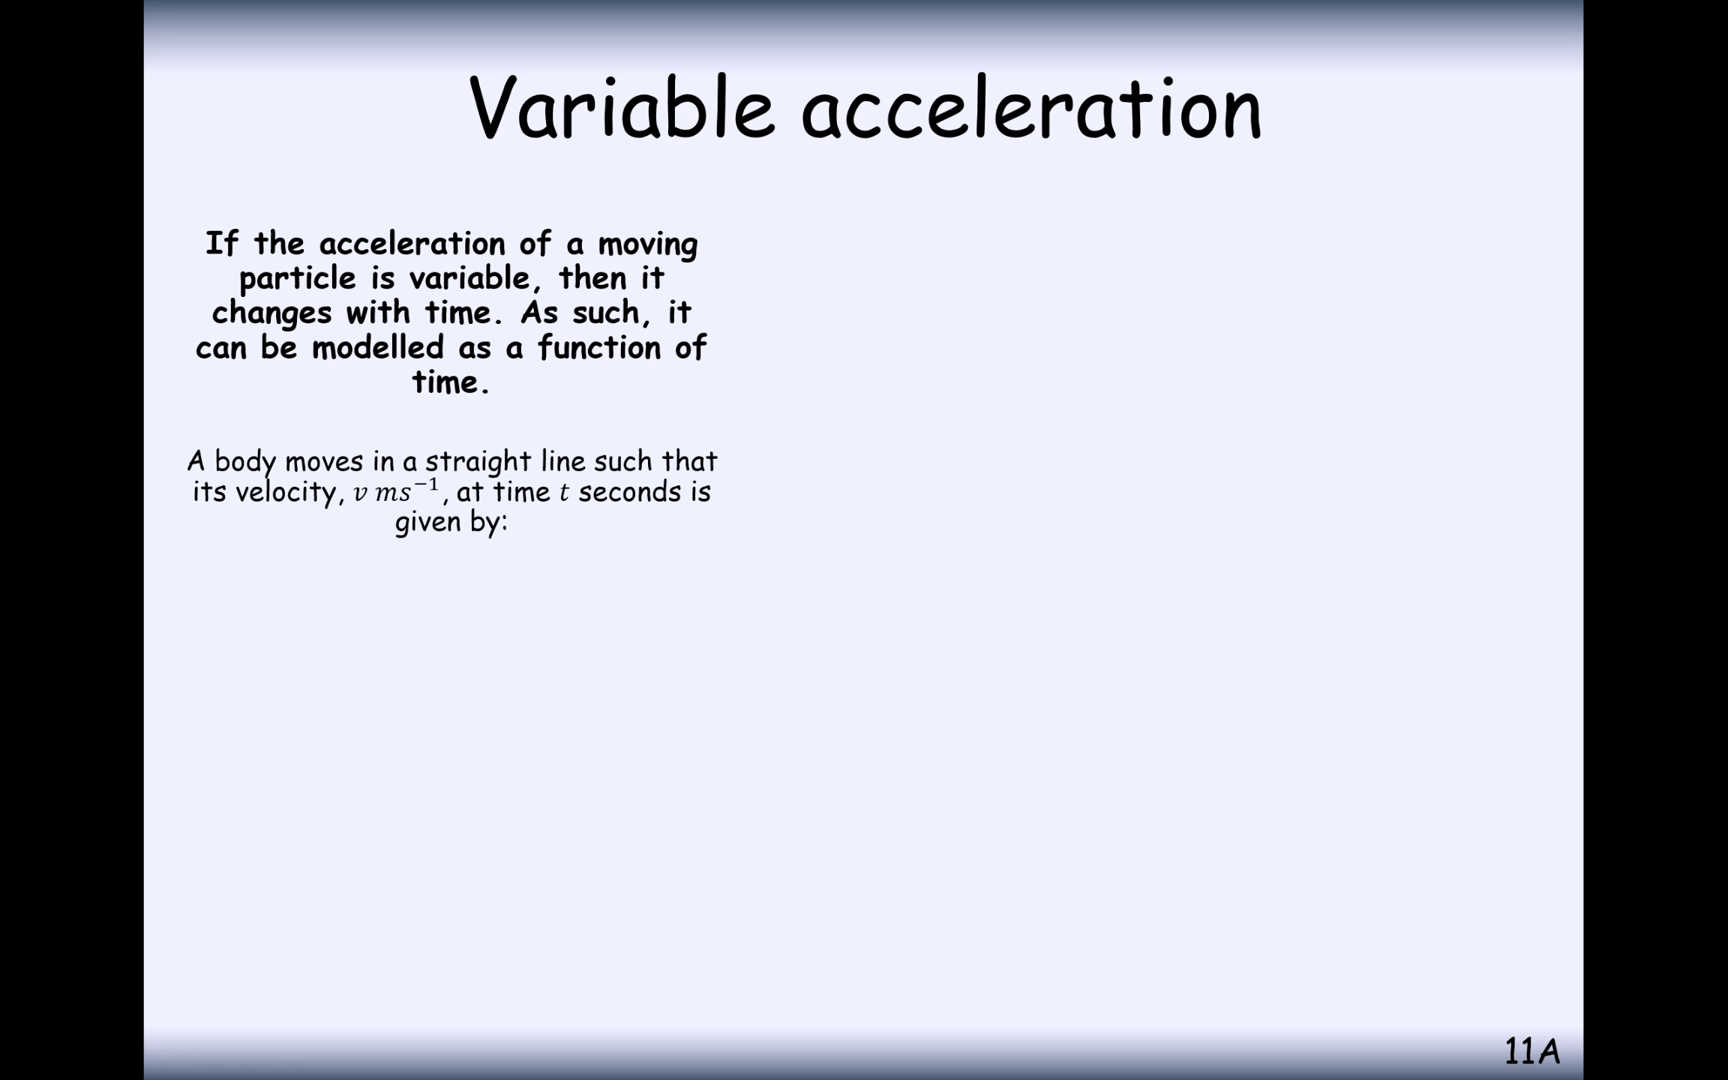 Variable acceleration
If the acceleration of a moving
particle is variable, then it
changes with time. As such, it
can be modelled as a function of
time.
A body moves in a straight line such that
its velocity, v ms⁻¹, at time t seconds is
given by:
11A